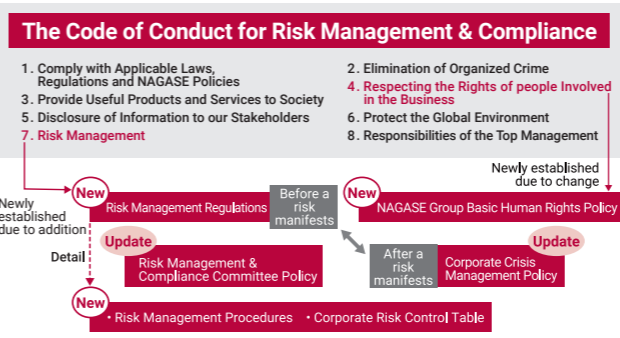 The Code of Conduct for Risk Management & Compliance
1. Comply with Applicable Laws,
Regulations and NAGASE Policies
2. Elimination of Organized Crime
3. Provide Useful Products and Services to Society
4. Respecting the Rights of people Involved
in the Business
5. Disclosure of Information to our Stakeholders
6. Protect the Global Environment
7. Risk Management
8. Responsibilities of the Top Management
Newly established
due to change
New
Risk Management Regulations
Before a
risk
manifests
New
NAGASE Group Basic Human Rights Policy
Newly
established
due to addition
Detail
Update
Risk Management &
Compliance Committee Policy
After a
risk
manifests
Update
Corporate Crisis
Management Policy
New
・Risk Management Procedures ・Corporate Risk Control Table